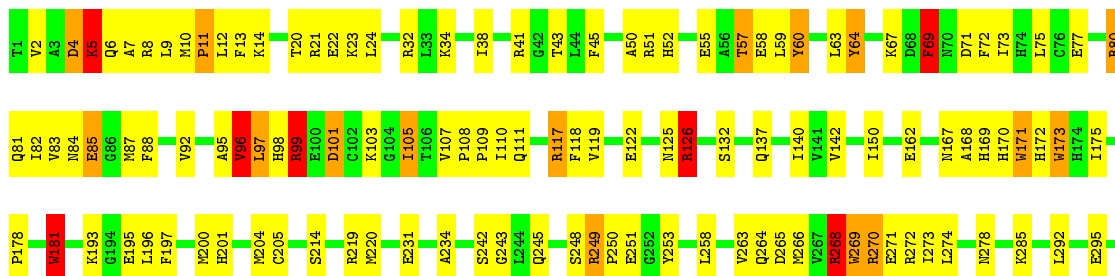 T1 V2 A3 D4 K5 Q6 A7 R8 L9 M10 P11 L12 F13 K14 T20 R21 E22 K23 L24 R32 L33 K34 I38 R41 G42 T43 L44 F45 A50 R51 H52 E55 A56 T57 E58 L59 Y60 L63 Y64 K67 D68 F69 N70 D71 F72 I73 H74 L75 C76 E77 R80
Q81 I82 V83 N84 E85 G86 M87 F88 V92 A95 V96 L97 H98 R99 E100 D101 C102 K103 G104 I105 T106 V107 P108 P109 I110 Q111 R117 F118 V119 E122 N125 R126 S132 Q137 I140 V141 V142 I150 E162 N167 A168 H169 H170 W171 H172 W173 H174 I175
P178 W181 K193 G194 E195 L196 F197 M200 H201 M204 C205 S214 R219 M220 E231 A234 S242 G243 L244 Q245 S248 R249 P250 E251 G252 Y253 L258 V263 Q264 D265 M266 V267 R268 W269 R270 E271 R272 I273 L274 N278 K285 L292 E295